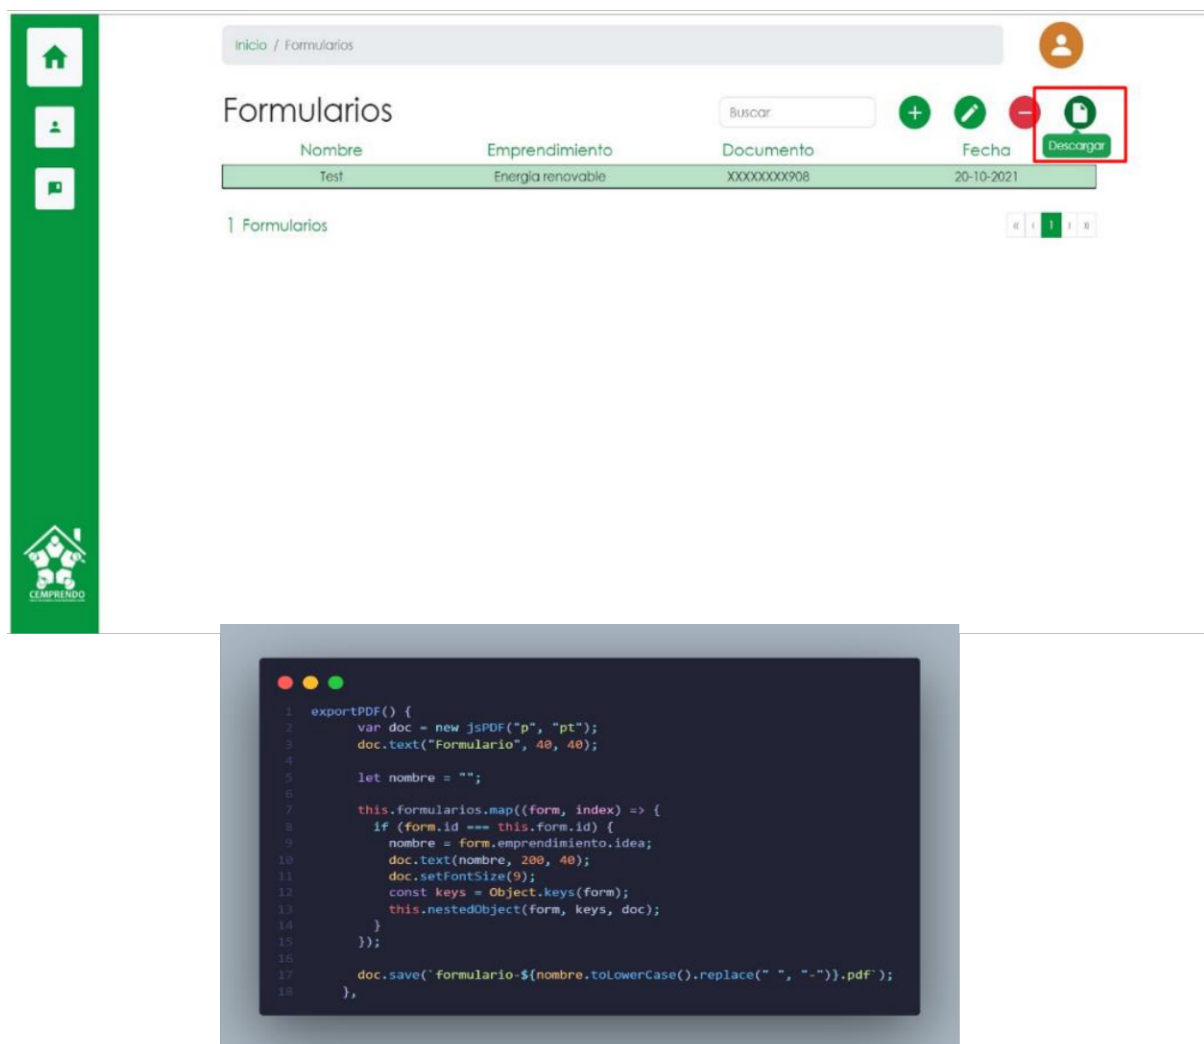 Inicio / Formularios
Formularios
Buscar
Descargar
Nombre Emprendimiento Documento Fecha
Test Energía renovable XXXXXXXX908 20-10-2021
1 Formularios
« ‹ 1 › »
CEMPRENDO
1 exportPDF() {
2 var doc = new jsPDF("p", "pt");
3 doc.text("Formulario", 40, 40);
4
5 let nombre = "";
6
7 this.formularios.map((form, index) => {
8 if (form.id === this.form.id) {
9 nombre = form.emprendimiento.idea;
10 doc.text(nombre, 200, 40);
11 doc.setFontSize(9);
12 const keys = Object.keys(form);
13 this.nestedObject(form, keys, doc);
14 }
15 });
16
17 doc.save(`formulario-${nombre.toLowerCase().replace(" ", "-")}.pdf`);
18 },